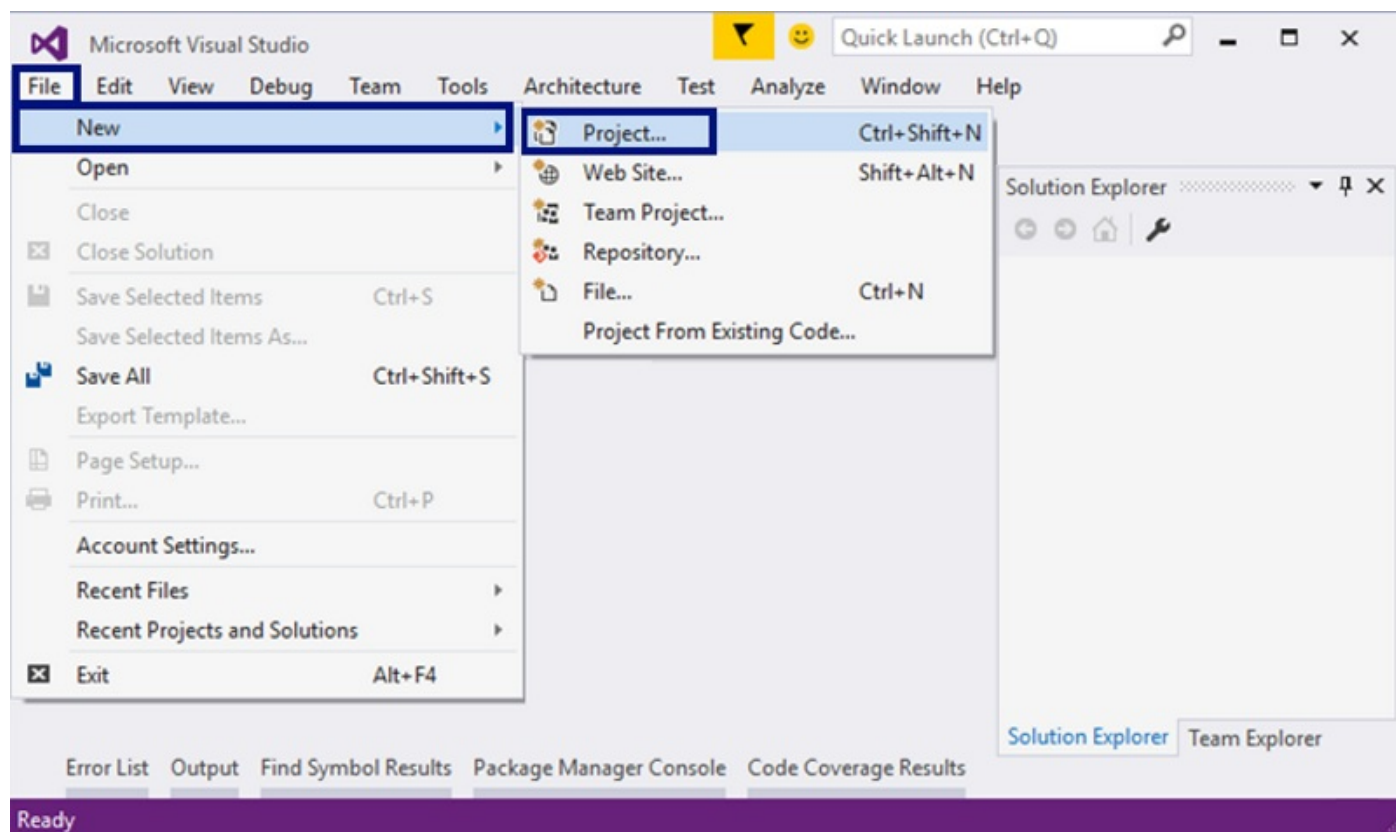 Microsoft Visual Studio
Quick Launch (Ctrl+Q)
File Edit View Debug Team Tools Architecture Test Analyze Window Help
New
Open
Close
Close Solution
Save Selected Items Ctrl+S
Save Selected Items As...
Save All Ctrl+Shift+S
Export Template...
Page Setup...
Print... Ctrl+P
Account Settings...
Recent Files
Recent Projects and Solutions
Exit Alt+F4
Project... Ctrl+Shift+N
Web Site... Shift+Alt+N
Team Project...
Repository...
File... Ctrl+N
Project From Existing Code...
Solution Explorer
Solution Explorer Team Explorer
Error List Output Find Symbol Results Package Manager Console Code Coverage Results
Ready